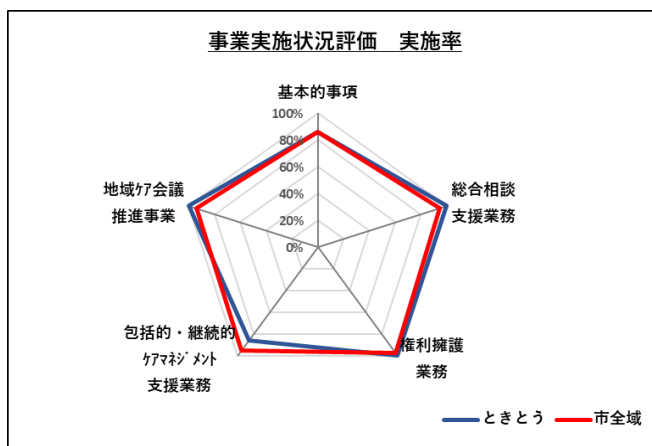 事業実施状況評価　実施率
基本的事項
100%
80%
60%
40%
20%
0%
総合相談
支援業務
権利擁護
業務
包括的・継続的
ｹｱﾏﾈｼﾞﾒﾝﾄ
支援業務
地域ｹｱ会議
推進事業
ときとう
市全域